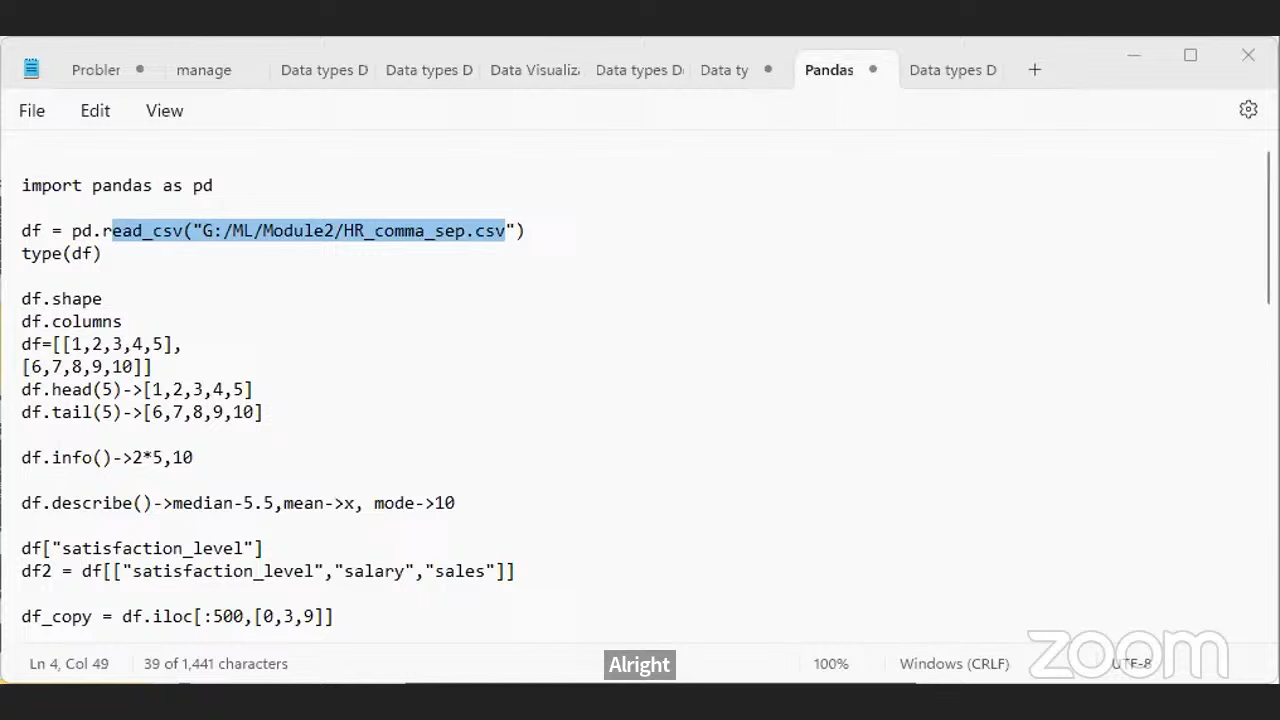 Probler
manage
Data types D
Data types D
Data Visualiz
Data types D
Data ty
Pandas
Data types D
File
Edit
View
import pandas as pd
df = pd.read_csv("G:/ML/Module2/HR_comma_sep.csv")
type(df)
df.shape
df.columns
df=[[1,2,3,4,5],
[6,7,8,9,10]]
df.head(5)->[1,2,3,4,5]
df.tail(5)->[6,7,8,9,10]
df.info()->2*5,10
df.describe()->median-5.5,mean->x, mode->10
df["satisfaction_level"]
df2 = df[["satisfaction_level","salary","sales"]]
df_copy = df.iloc[:500,[0,3,9]]
Ln 4, Col 49
39 of 1,441 characters
Alright
100%
Windows (CRLF)
UTF-8
zoom